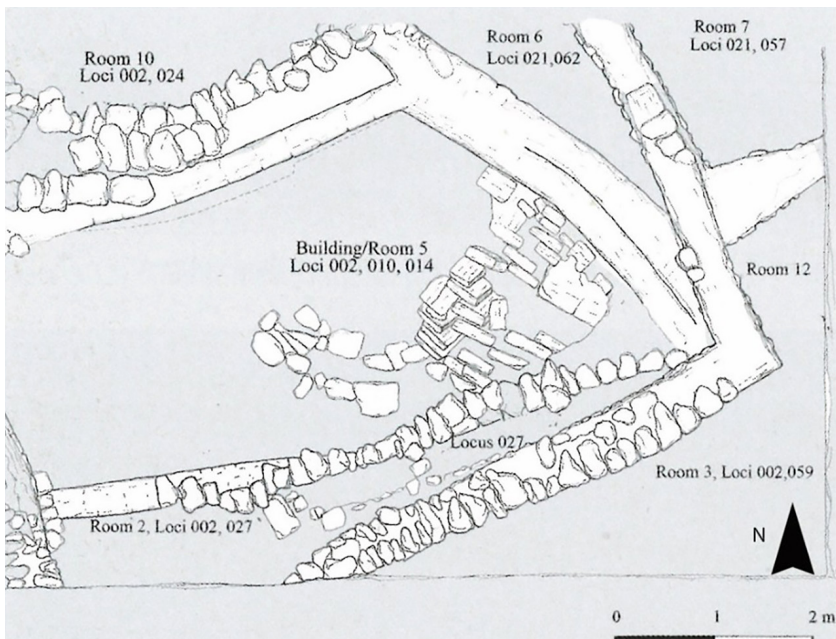 Room 10
Loci 002, 024
Room 6
Loci 021,062
Room 7
Loci 021, 057
Building/Room 5
Loci 002, 010, 014
Room 12
Locus 027
Room 3, Loci 002,059
Room 2, Loci 002, 027
N
0 1 2 m